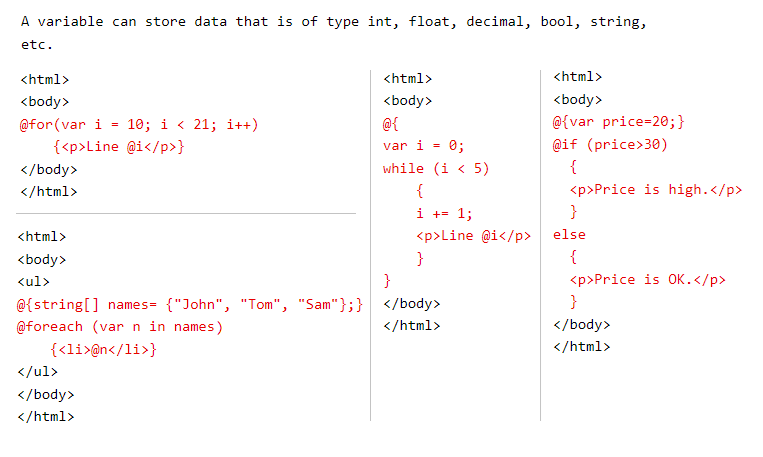 A variable can store data that is of type int, float, decimal, bool, string,
etc.
<html>
<body>
@for(var i = 10; i < 21; i++)
{<p>Line @i</p>}
</body>
</html>
<html>
<body>
<ul>
@{string[] names= {"John", "Tom", "Sam"};}
@foreach (var n in names)
{<li>@n</li>}
</ul>
</body>
</html>
<html>
<body>
@{
var i = 0;
while (i < 5)
{
i += 1;
<p>Line @i</p>
}
}
</body>
</html>
<html>
<body>
@{var price=20;}
@if (price>30)
{
<p>Price is high.</p>
}
else
{
<p>Price is OK.</p>
}
</body>
</html>